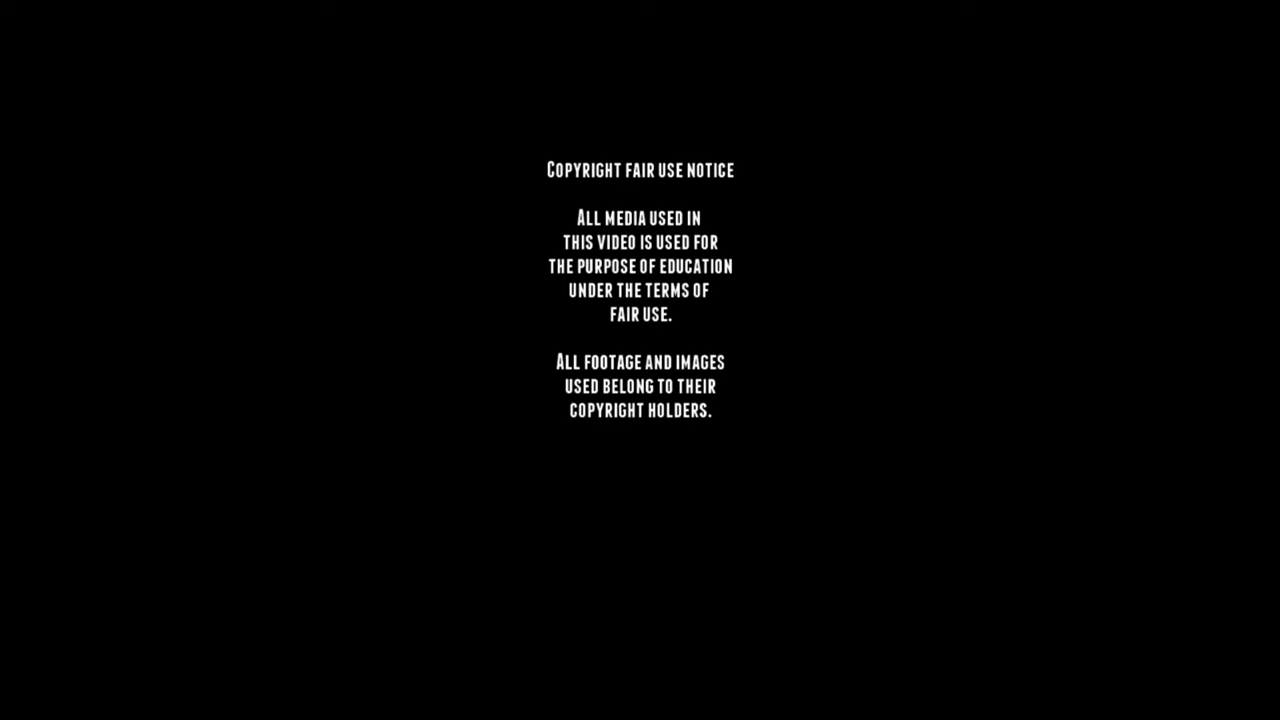 Copyright fair use notice
All media used in
this video is used for
the purpose of education
under the terms of
fair use.
All footage and images
used belong to their
copyright holders.